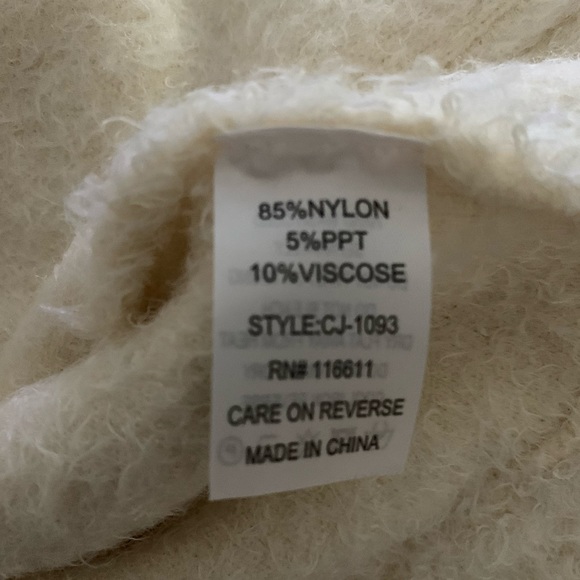 85%NYLON
5%PPT
10%VISCOSE
STYLE:CJ-1093
RN# 116611
CARE ON REVERSE
MADE IN CHINA